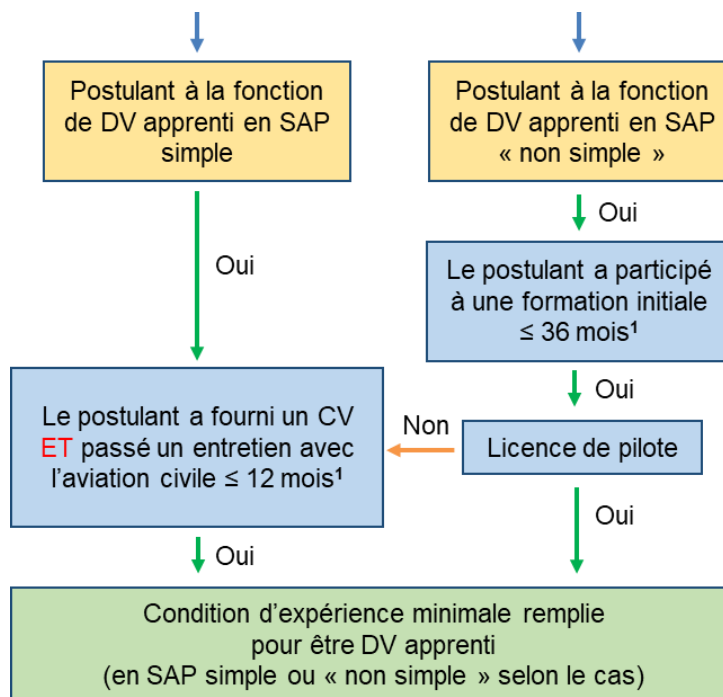 Postulant à la fonction
de DV apprenti en SAP
simple
Postulant à la fonction
de DV apprenti en SAP
« non simple »
Oui
Oui
Le postulant a participé
à une formation initiale
≤ 36 mois¹
Oui
Le postulant a fourni un CV
ET passé un entretien avec
l’aviation civile ≤ 12 mois¹
Non
Licence de pilote
Oui
Oui
Condition d’expérience minimale remplie
pour être DV apprenti
(en SAP simple ou « non simple » selon le cas)